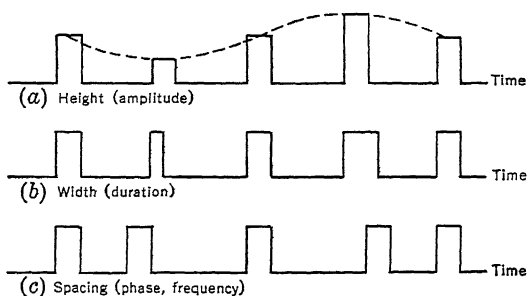 Time
(a) Height (amplitude)
Time
(b) Width (duration)
Time
(c) Spacing (phase, frequency)